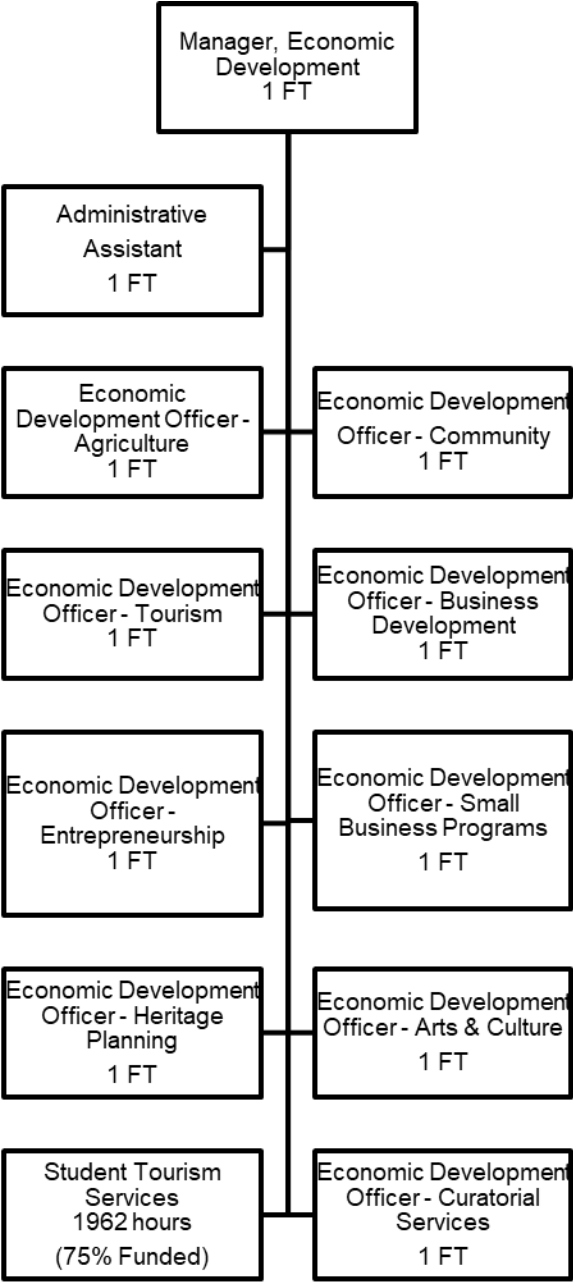 Manager, Economic
Development
1 FT
Administrative
Assistant
1 FT
Economic
Development Officer -
Agriculture
1 FT
Economic Development
Officer - Community
1 FT
Economic Development
Officer - Tourism
1 FT
Economic Development
Officer - Business
Development
1 FT
Economic Development
Officer -
Entrepreneurship
1 FT
Economic Development
Officer - Small
Business Programs
1 FT
Economic Development
Officer - Heritage
Planning
1 FT
Economic Development
Officer - Arts & Culture
1 FT
Student Tourism
Services
1962 hours
(75% Funded)
Economic Development
Officer - Curatorial
Services
1 FT